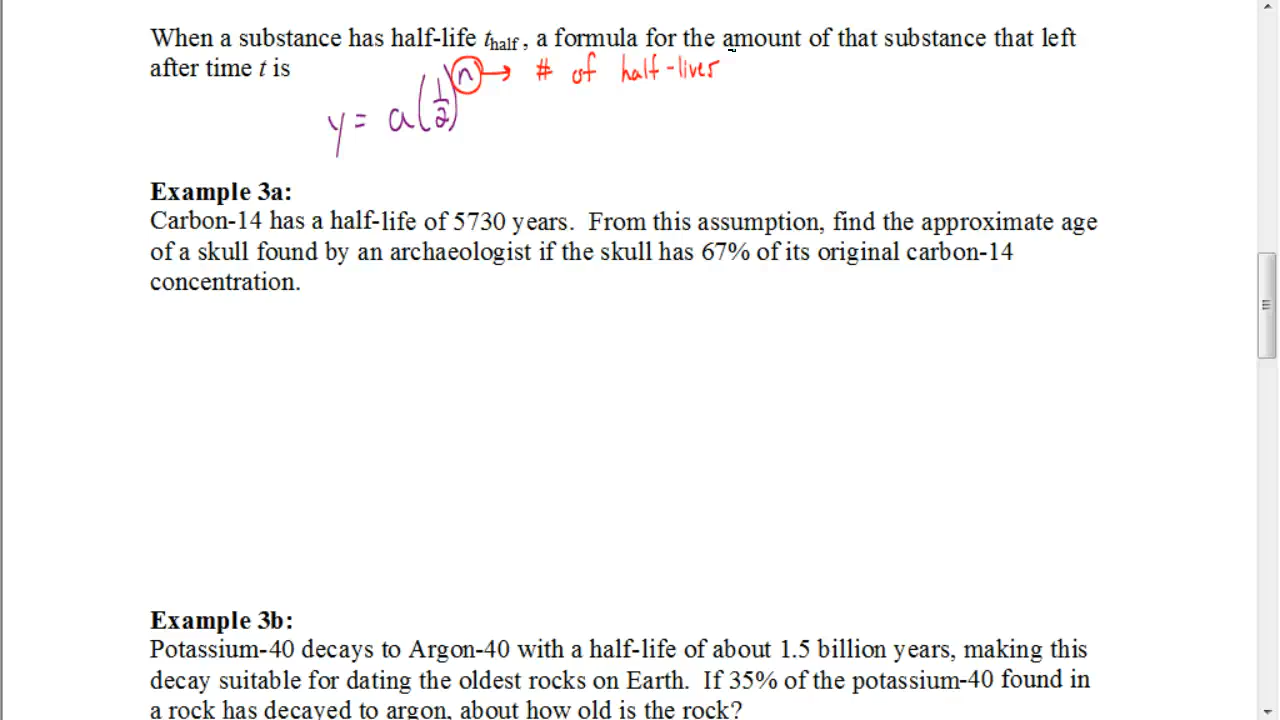 When a substance has half-life t_half, a formula for the amount of that substance that left
after time t is
n → # of half-lives
y = a(1/2)
Example 3a:
Carbon-14 has a half-life of 5730 years. From this assumption, find the approximate age
of a skull found by an archaeologist if the skull has 67% of its original carbon-14
concentration.
Example 3b:
Potassium-40 decays to Argon-40 with a half-life of about 1.5 billion years, making this
decay suitable for dating the oldest rocks on Earth. If 35% of the potassium-40 found in
a rock has decayed to argon, about how old is the rock?